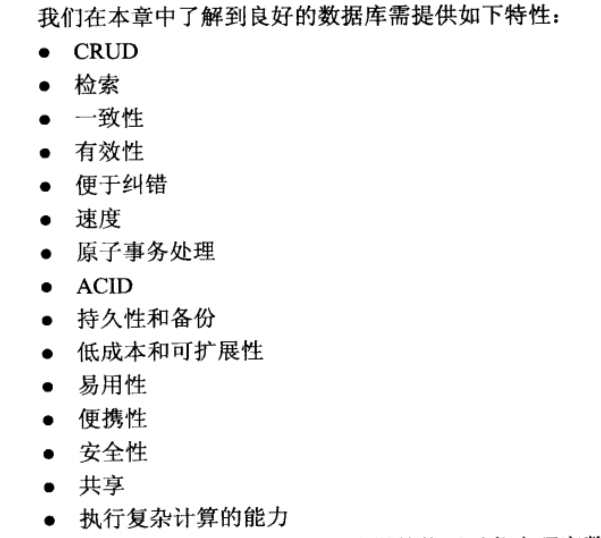 我们在本章中了解到良好的数据库需提供如下特性：
● CRUD
● 检索
● 一致性
● 有效性
● 便于纠错
● 速度
● 原子事务处理
● ACID
● 持久性和备份
● 低成本和可扩展性
● 易用性
● 便携性
● 安全性
● 共享
● 执行复杂计算的能力